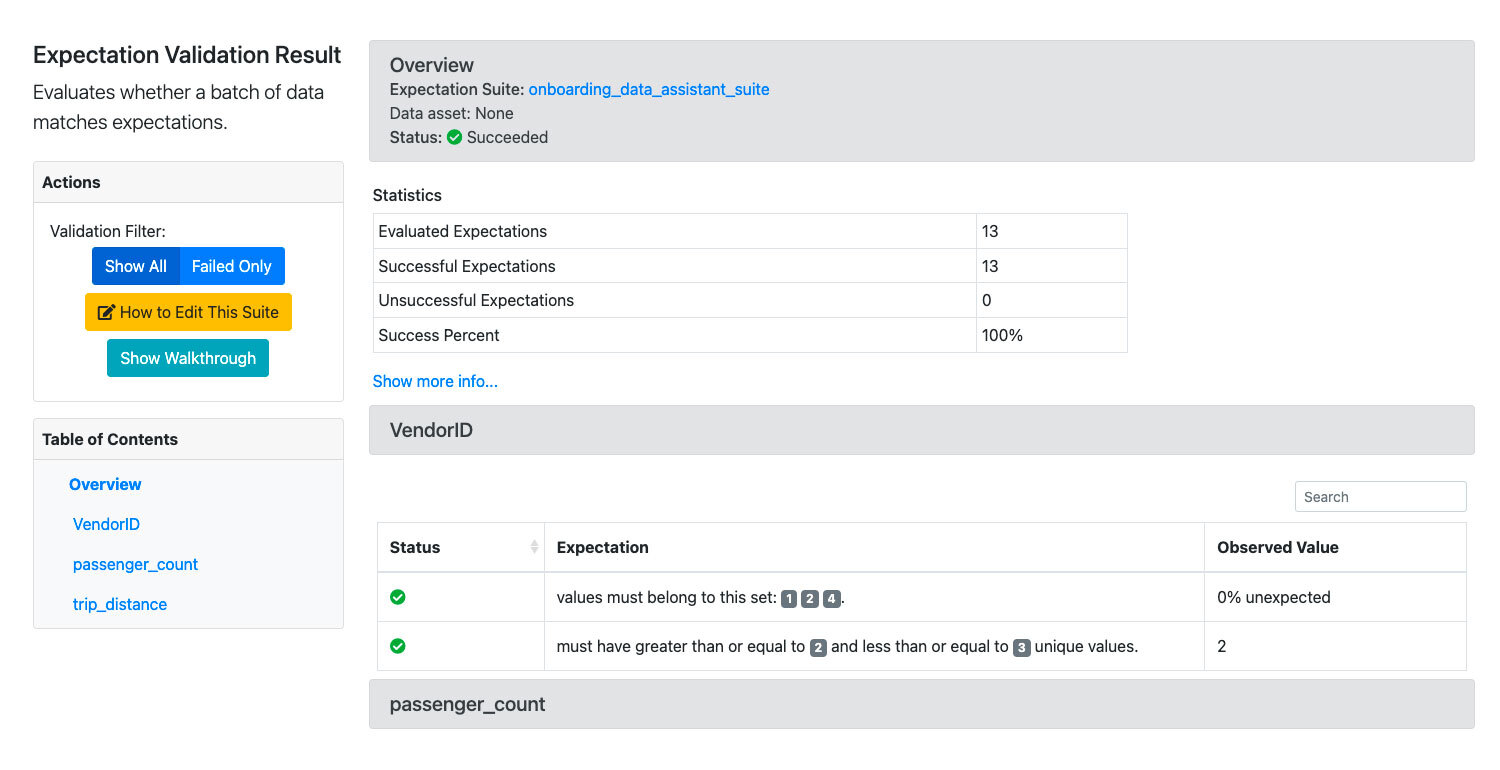 Expectation Validation Result
Evaluates whether a batch of data
matches expectations.
Actions
Validation Filter:
Show All Failed Only
How to Edit This Suite
Show Walkthrough
Table of Contents
Overview
VendorID
passenger_count
trip_distance
Overview
Expectation Suite: onboarding_data_assistant_suite
Data asset: None
Status: Succeeded
Statistics
Evaluated Expectations 13
Successful Expectations 13
Unsuccessful Expectations 0
Success Percent 100%
Show more info...
VendorID
Search
Status Expectation Observed Value
values must belong to this set: 1 2 4. 0% unexpected
must have greater than or equal to 2 and less than or equal to 3 unique values. 2
passenger_count